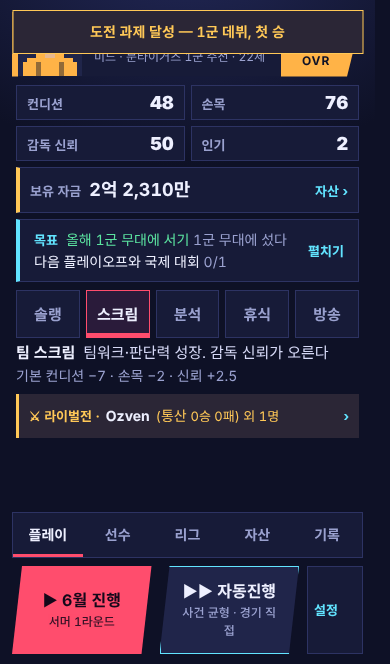 도전 과제 달성 — 1군 데뷔, 첫 승
미드 · 문타이거즈 1군 주전 · 22세
OVR
컨디션 48
손목 76
감독 신뢰 50
인기 2
보유 자금 2억 2,310만 자산 ›
목표 올해 1군 무대에 서기 1군 무대에 섰다
다음 플레이오프와 국제 대회 0/1
펼치기
솔랭 스크림 분석 휴식 방송
팀 스크림 팀워크·판단력 성장. 감독 신뢰가 오른다
기본 컨디션 −7 · 손목 −2 · 신뢰 +2.5
⚔ 라이벌전 · Ozven (통산 0승 0패) 외 1명 ›
플레이 선수 리그 자산 기록
▶ 6월 진행
서머 1라운드
▶▶ 자동진행
사건 균형 · 경기 직
접
설정